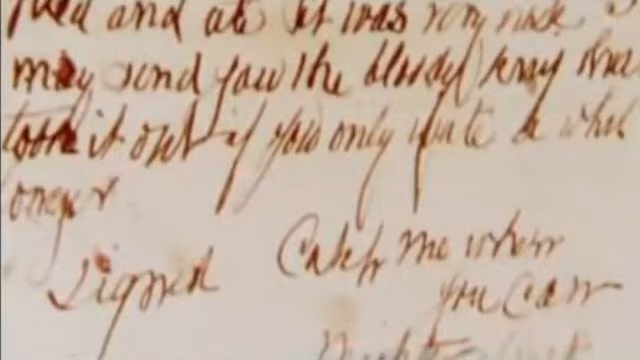 and ate it was very nise I
may send you the bloody knif that
took it out if you only wate a whil
longer
signed Catch me when
you can